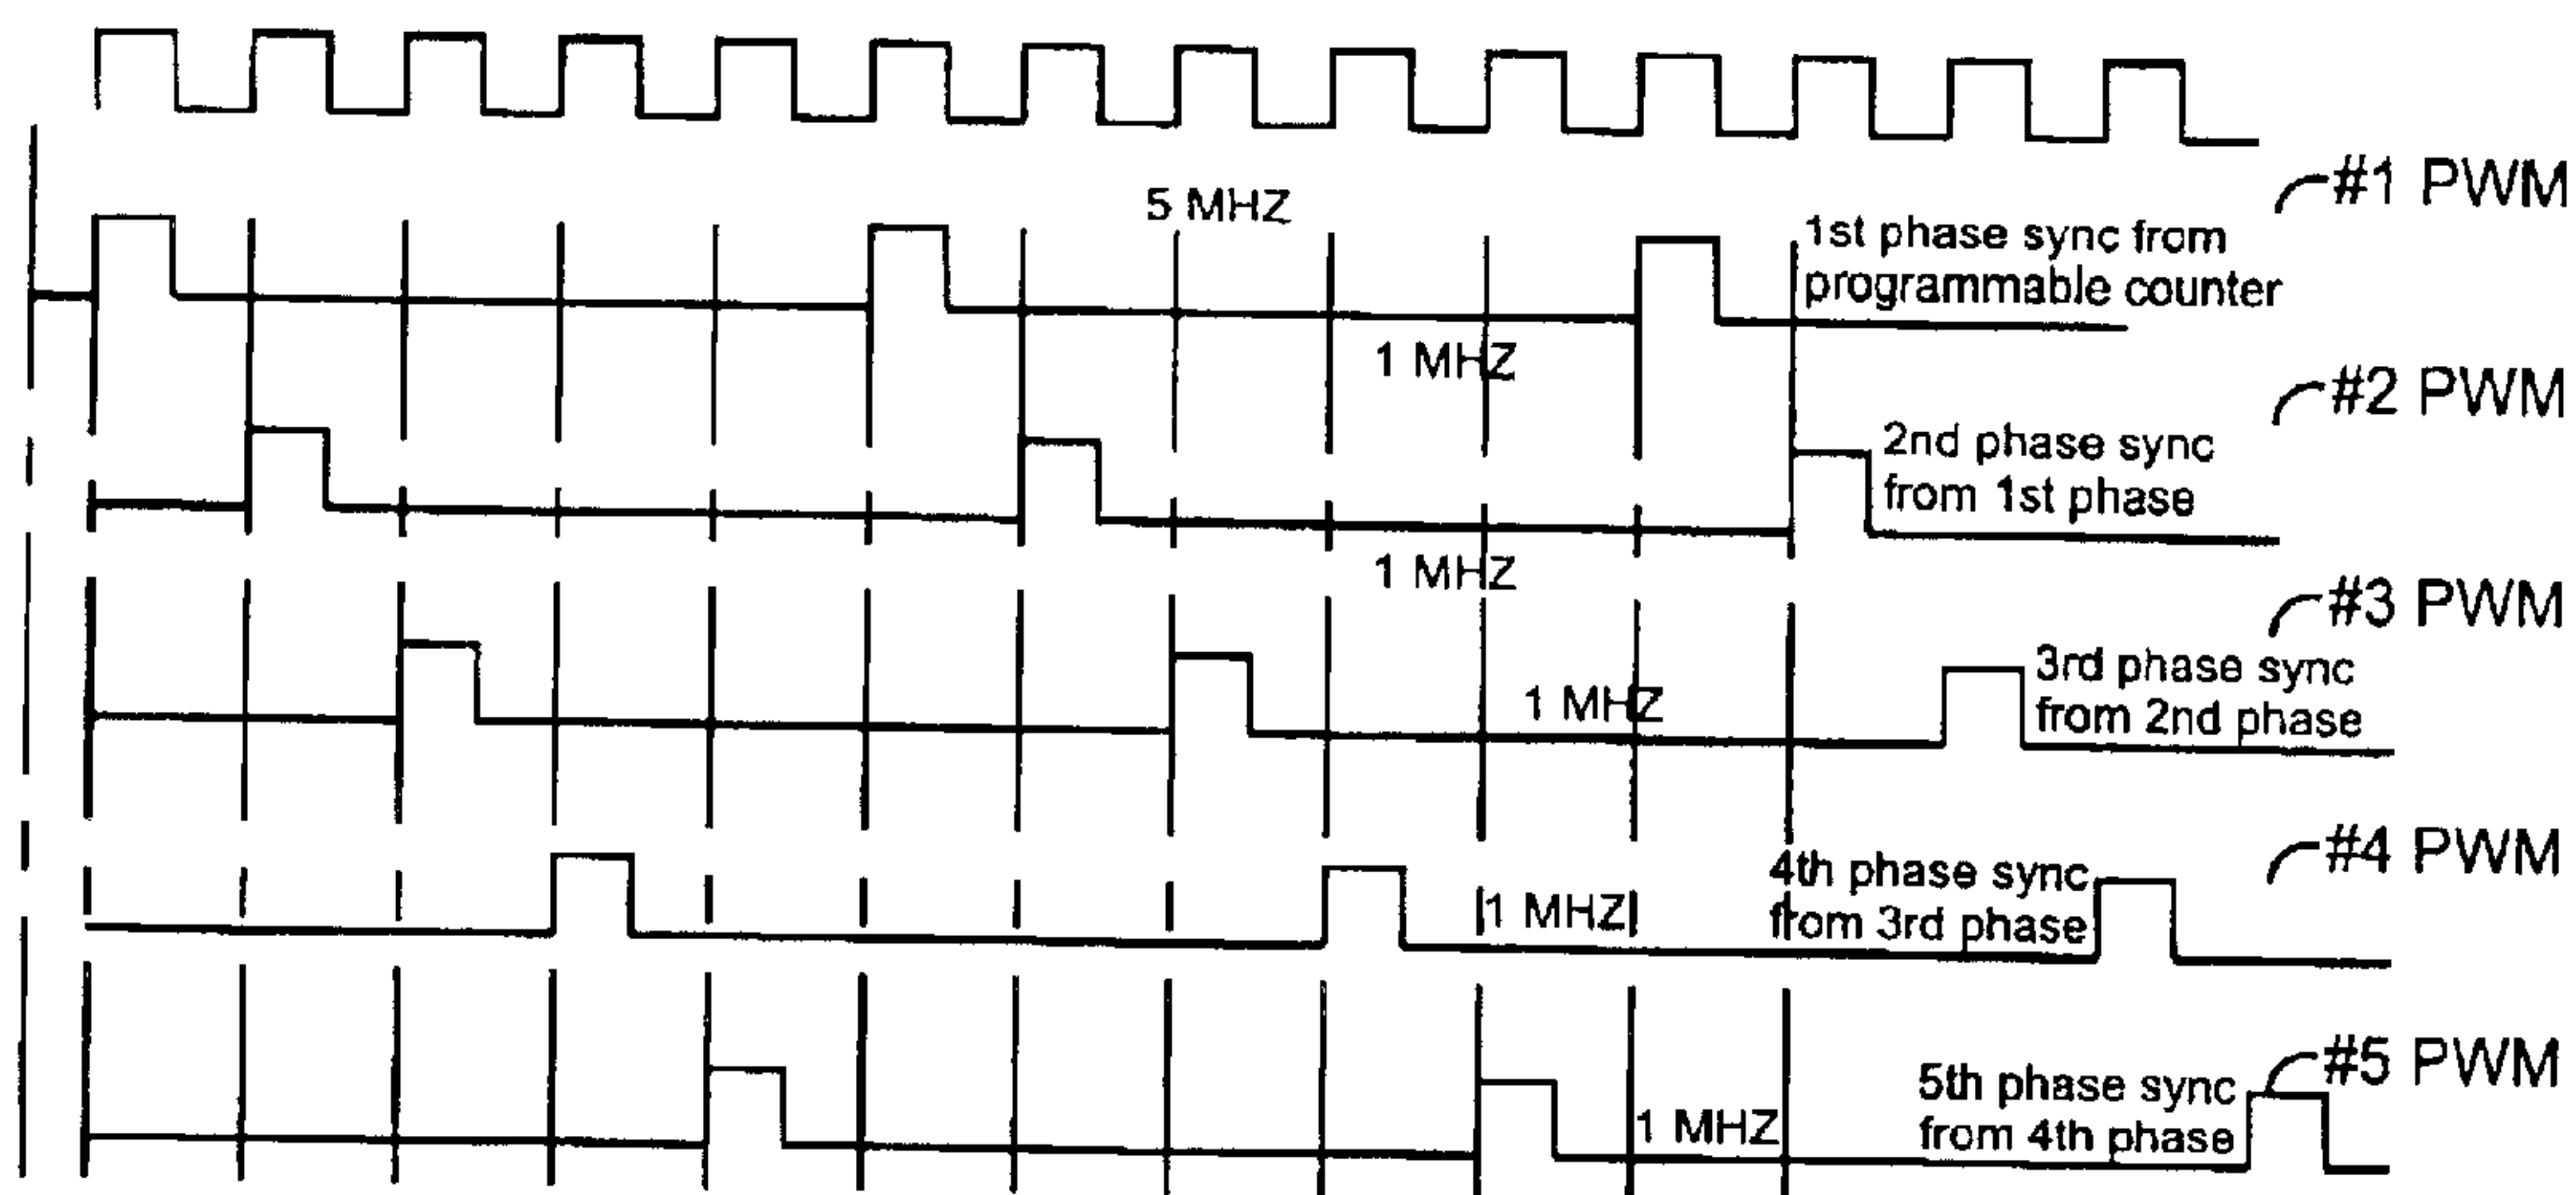 #1 PWM
5 MHZ
1st phase sync from
programmable counter
1 MHZ
#2 PWM
2nd phase sync
from 1st phase
1 MHZ
#3 PWM
3rd phase sync
from 2nd phase
1 MHZ
#4 PWM
4th phase sync
from 3rd phase
1 MHZ
#5 PWM
5th phase sync
from 4th phase
1 MHZ